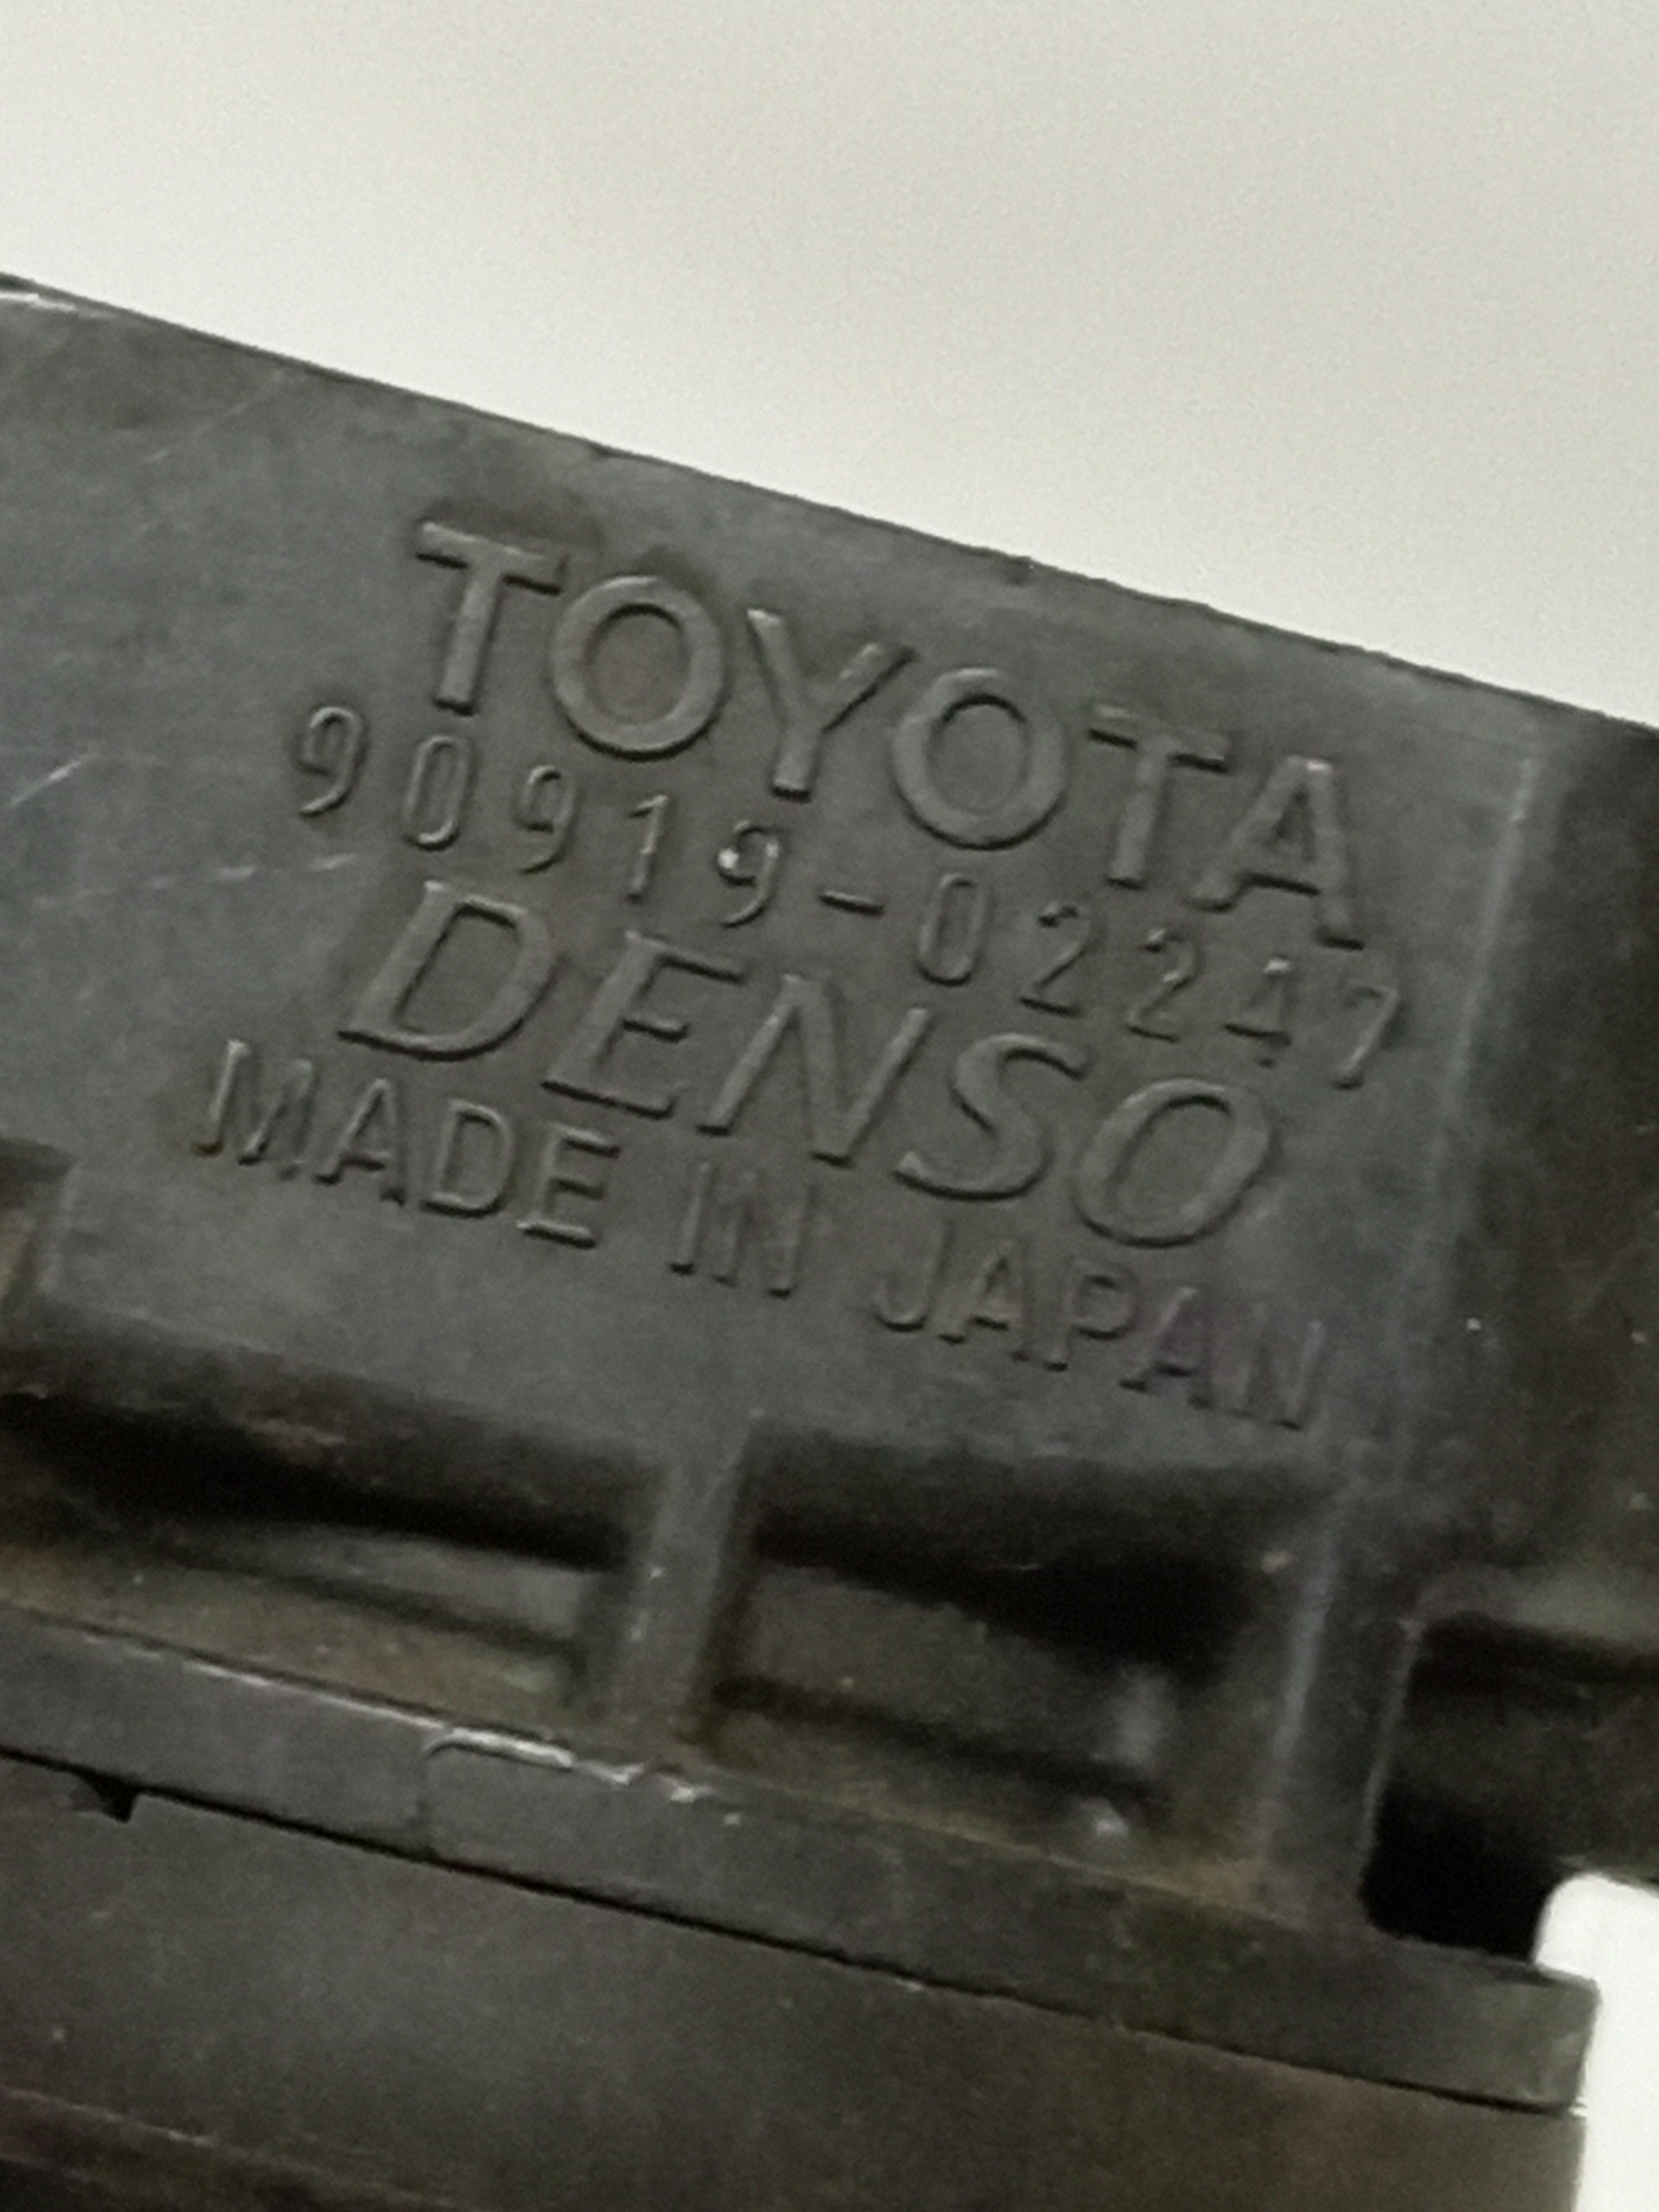 TOYOTA
90919-02247
DENSO
MADE IN JAPAN